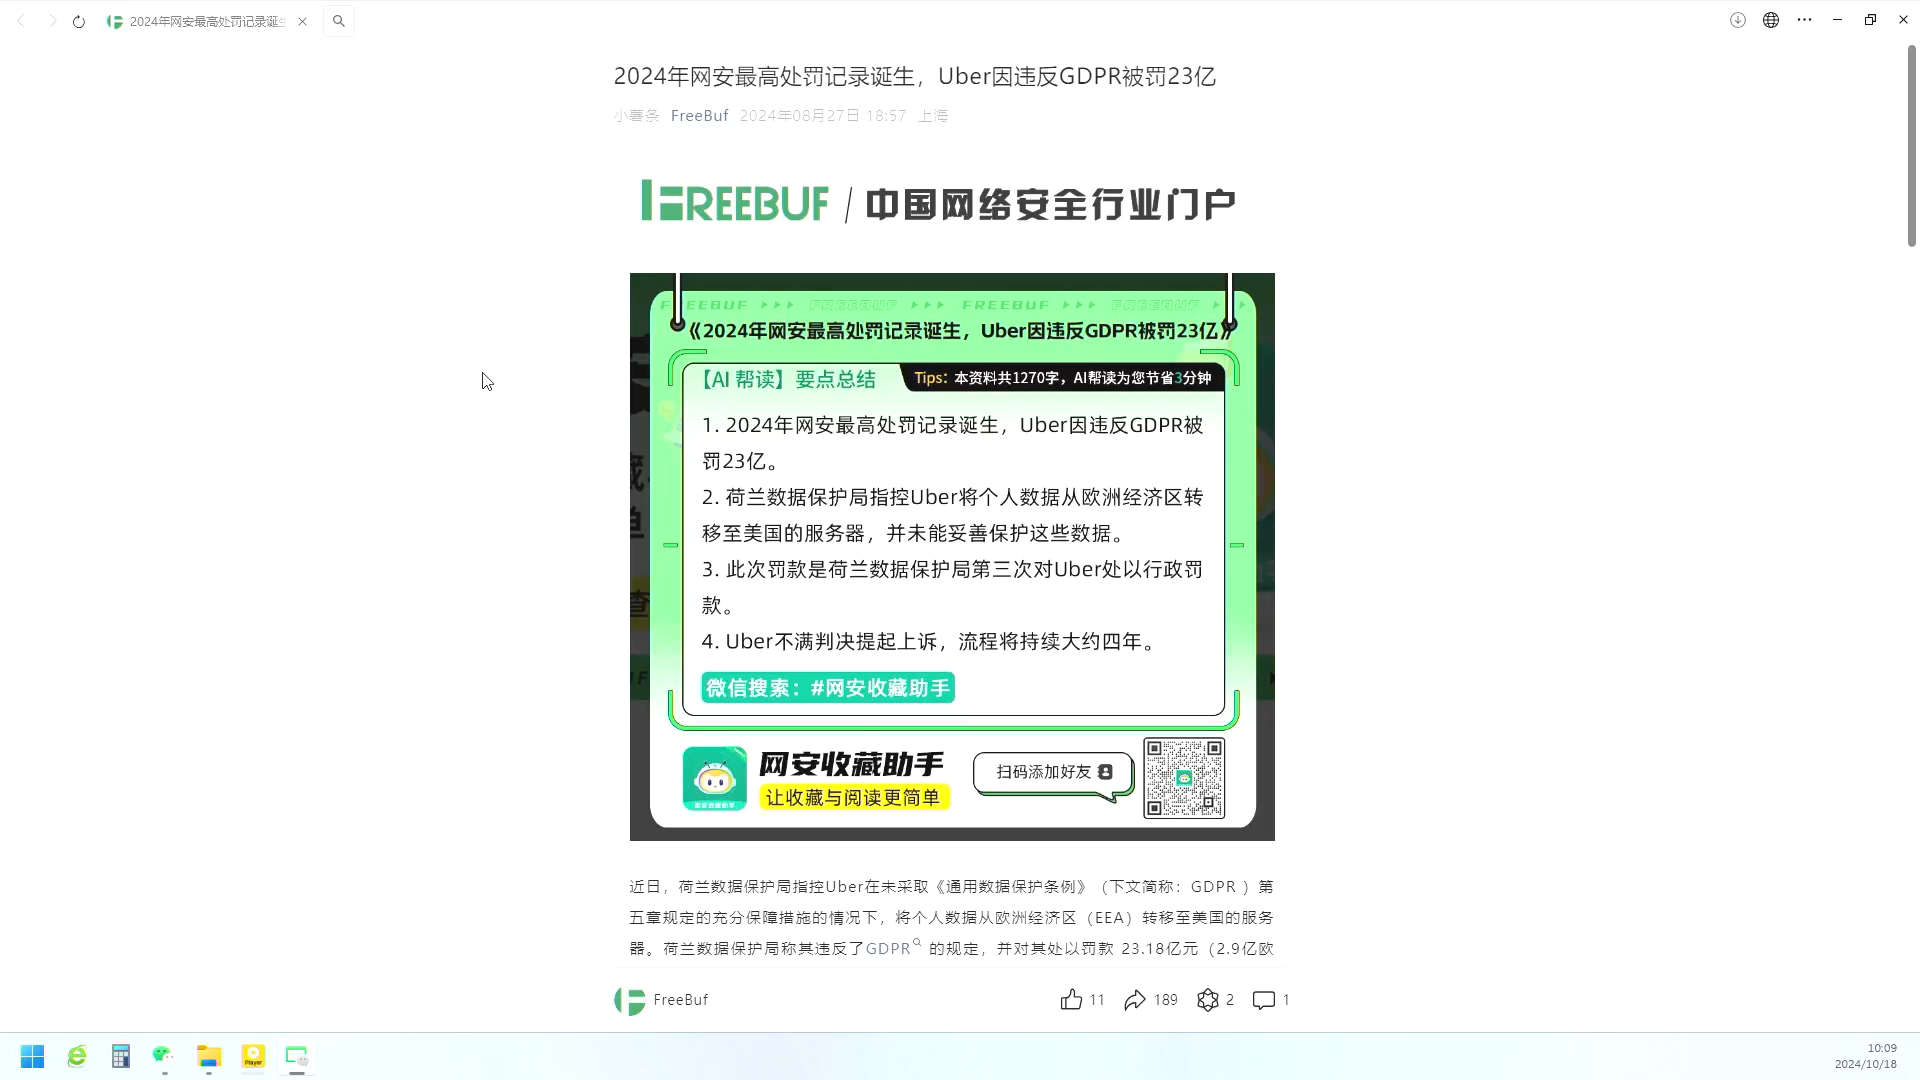 2024年网安最高处罚记录诞生
2024年网安最高处罚记录诞生，Uber因违反GDPR被罚23亿
小薯条 FreeBuf 2024年08月27日 18:57 上海
FREEBUF / 中国网络安全行业门户
FREEBUF FREEBUF FREEBUF FREEBUF
《2024年网安最高处罚记录诞生，Uber因违反GDPR被罚23亿》
【AI 帮读】要点总结 Tips：本资料共1270字，AI帮读为您节省3分钟
1. 2024年网安最高处罚记录诞生，Uber因违反GDPR被
罚23亿。
2. 荷兰数据保护局指控Uber将个人数据从欧洲经济区转
移至美国的服务器，并未能妥善保护这些数据。
3. 此次罚款是荷兰数据保护局第三次对Uber处以行政罚
款。
4. Uber不满判决提起上诉，流程将持续大约四年。
微信搜索：#网安收藏助手
网安收藏助手
让收藏与阅读更简单
扫码添加好友
近日，荷兰数据保护局指控Uber在未采取《通用数据保护条例》（下文简称：GDPR ）第
五章规定的充分保障措施的情况下，将个人数据从欧洲经济区（EEA）转移至美国的服务
器。荷兰数据保护局称其违反了GDPR 的规定，并对其处以罚款 23.18亿元（2.9亿欧
FreeBuf 11 189 2 1
Player
10:09
2024/10/18